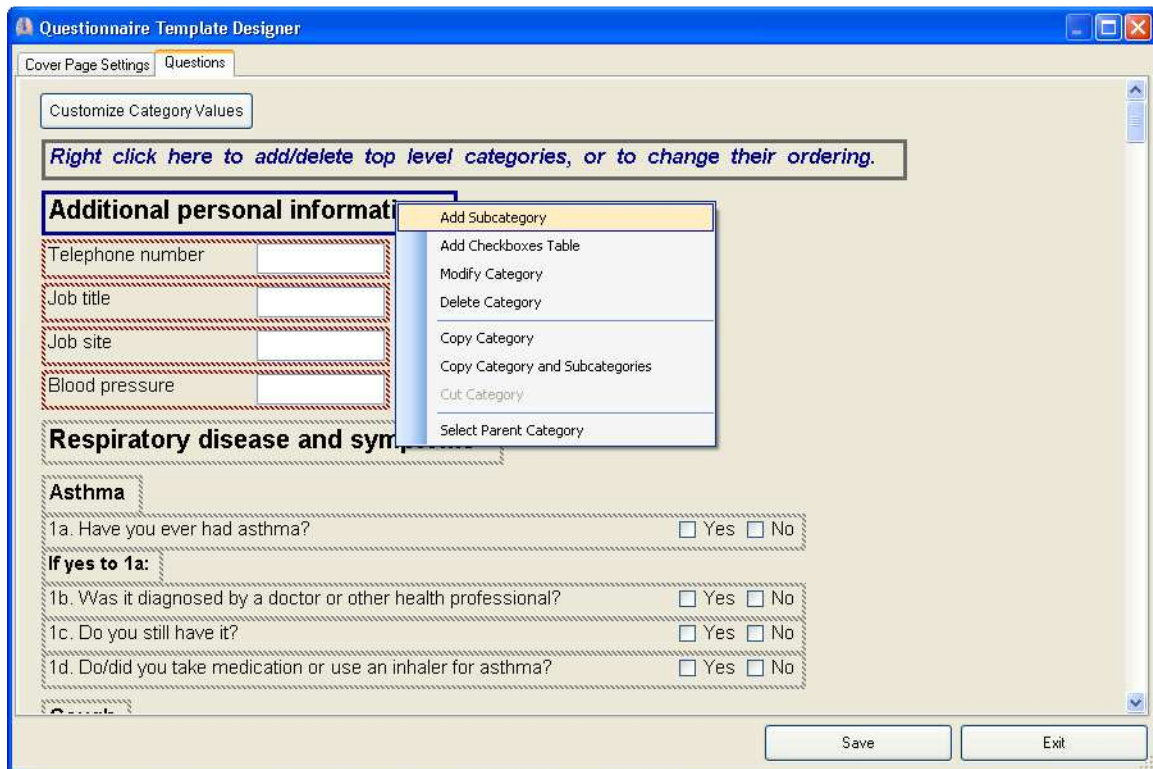 Questionnaire Template Designer
Cover Page Settings Questions
Customize Category Values
Right click here to add/delete top level categories, or to change their ordering.
Additional personal informati
Add Subcategory
Add Checkboxes Table
Modify Category
Delete Category
Copy Category
Copy Category and Subcategories
Cut Category
Select Parent Category
Telephone number
Job title
Job site
Blood pressure
Respiratory disease and symptoms
Asthma
1a. Have you ever had asthma? Yes No
If yes to 1a:
1b. Was it diagnosed by a doctor or other health professional? Yes No
1c. Do you still have it? Yes No
1d. Do/did you take medication or use an inhaler for asthma? Yes No
Cough
Save Exit